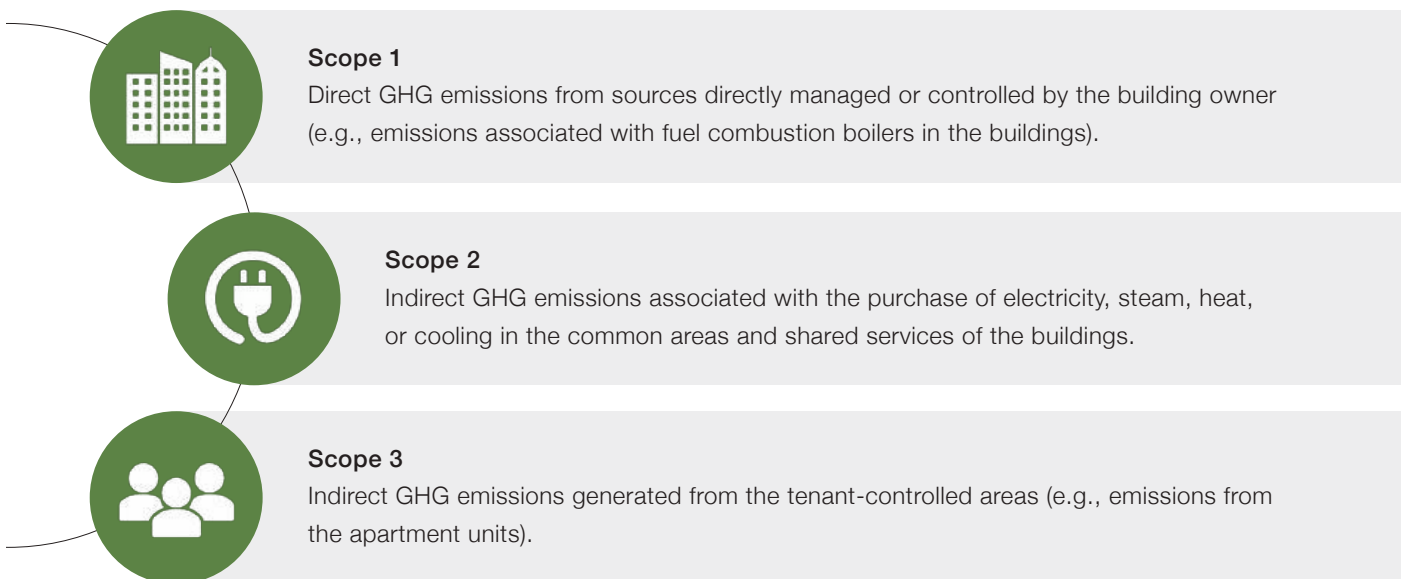 Scope 1
Direct GHG emissions from sources directly managed or controlled by the building owner
(e.g., emissions associated with fuel combustion boilers in the buildings).
Scope 2
Indirect GHG emissions associated with the purchase of electricity, steam, heat,
or cooling in the common areas and shared services of the buildings.
Scope 3
Indirect GHG emissions generated from the tenant-controlled areas (e.g., emissions from
the apartment units).